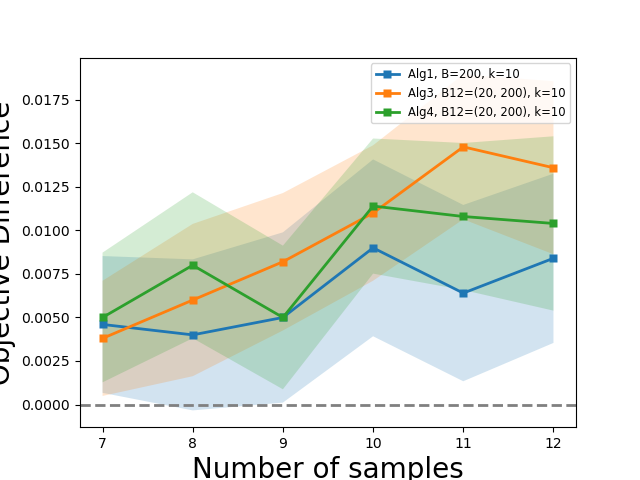 Objective Difference
0.0175
0.0150
0.0125
0.0100
0.0075
0.0050
0.0025
0.0000
Alg1, B=200, k=10
Alg3, B12=(20, 200), k=10
Alg4, B12=(20, 200), k=10
7 8 9 10 11 12
Number of samples